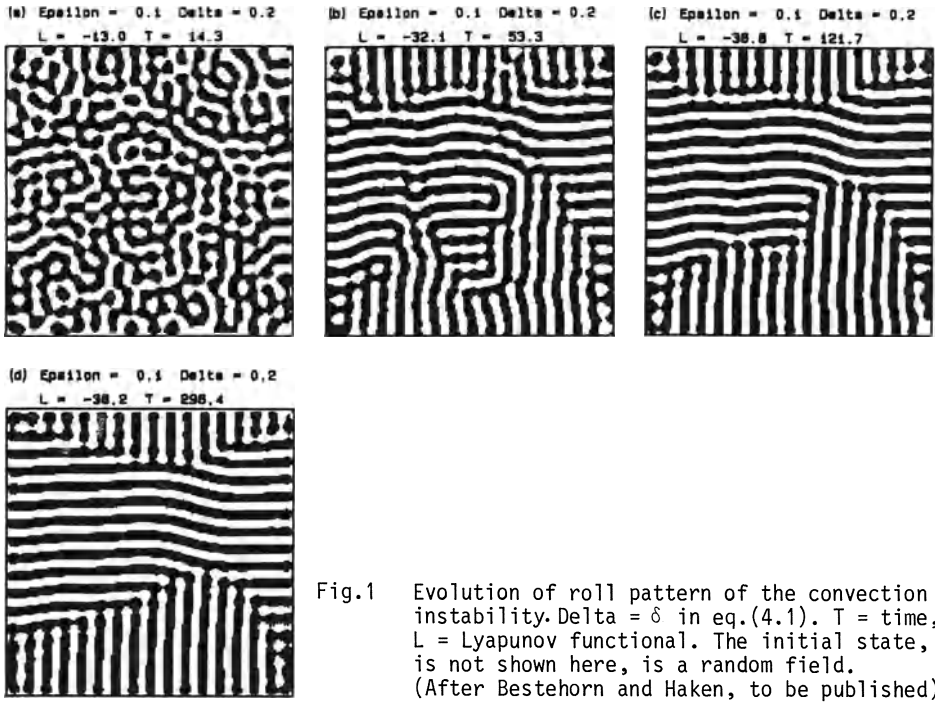 (a) Epsilon = 0.1 Delta = 0.2
L = -13.0 T = 14.3
(b) Epsilon = 0.1 Delta = 0.2
L = -32.1 T = 53.3
(c) Epsilon = 0.1 Delta = 0.2
L = -38.8 T = 121.7
(d) Epsilon = 0.1 Delta = 0.2
L = T = 298.4
Fig.1 Evolution of roll pattern of the convection
instability. Delta = δ in eq.(4.1). T = time,
L = Lyapunov functional. The initial state,
is not shown here, is a random field.
(After Bestehorn and Haken, to be published)